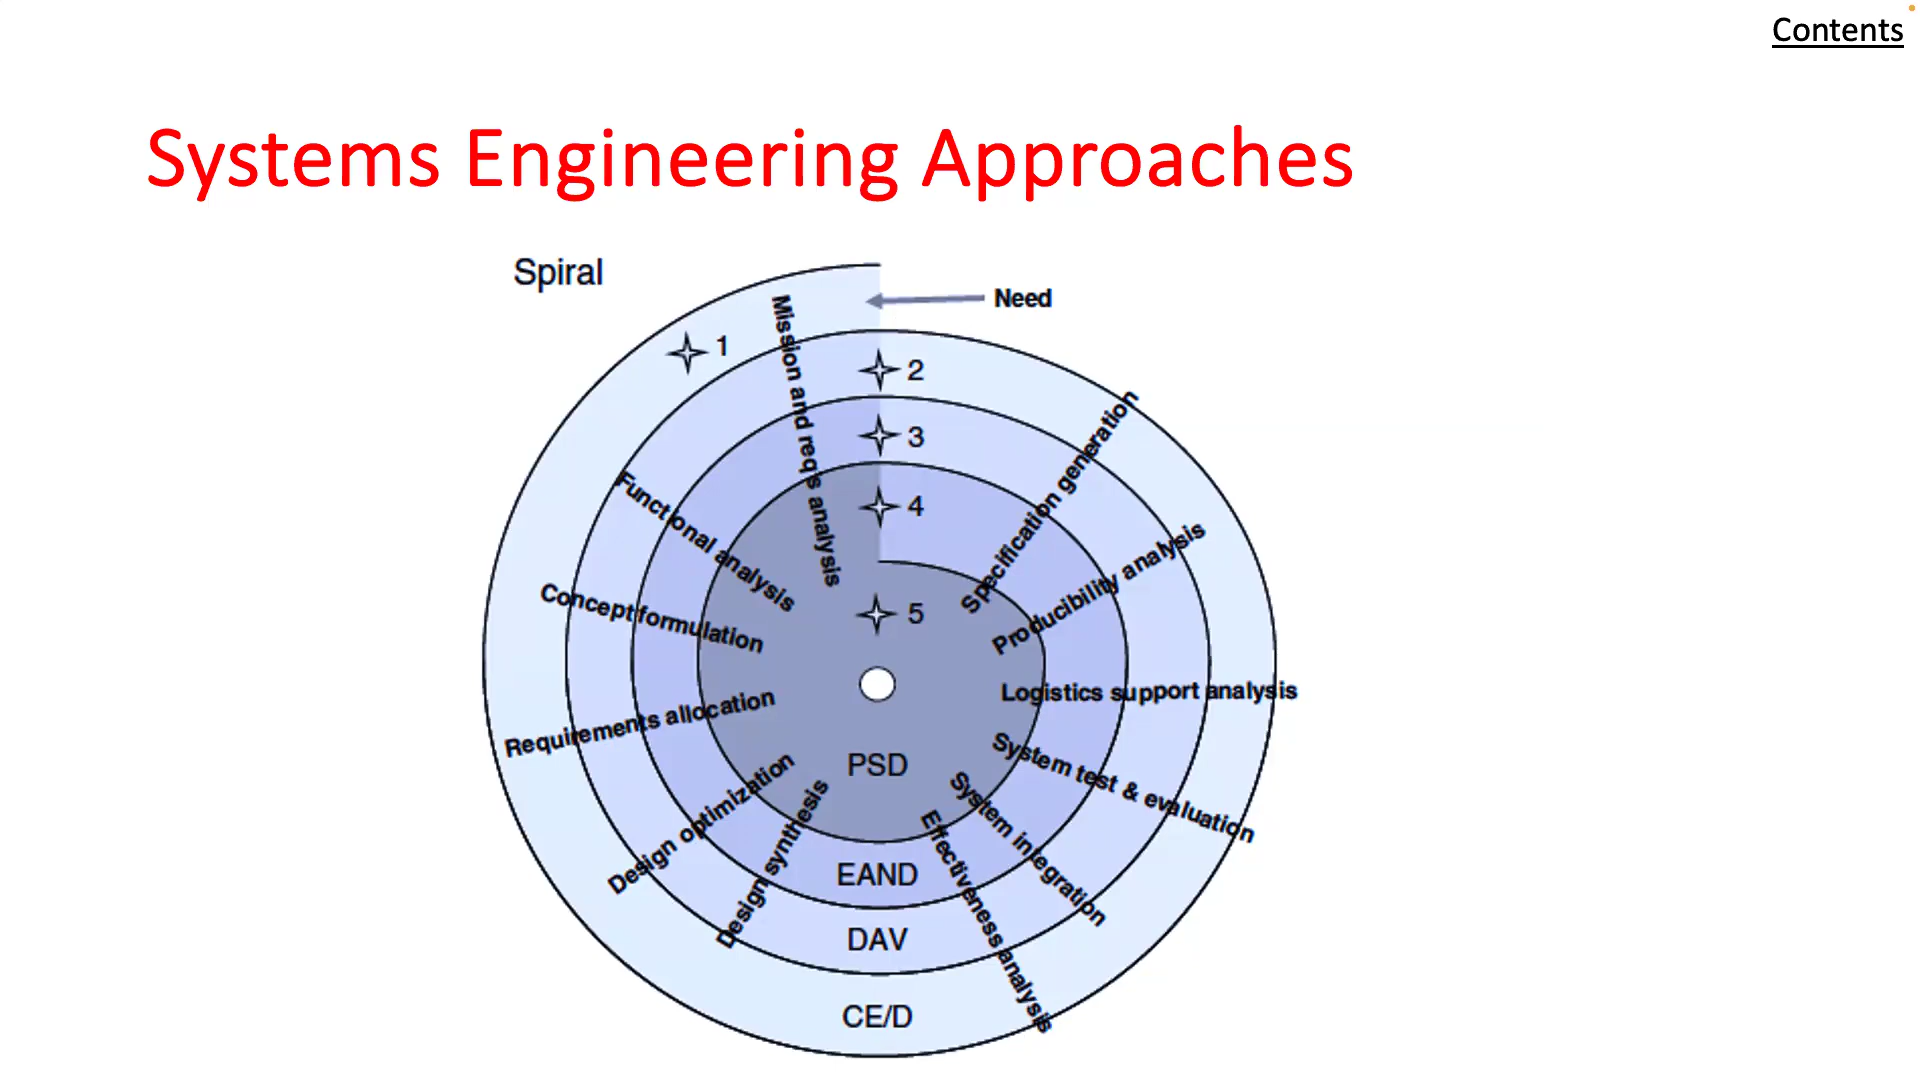 Contents
Systems Engineering Approaches
Spiral
Need
1
Mission and req's analysis
2
3
4
5
Specification generation
Functional analysis
Producibility analysis
Concept formulation
Logistics support analysis
Requirements allocation
System test & evaluation
PSD
Design optimization
System integration
Design synthesis
Effectiveness analysis
EAND
DAV
CE/D